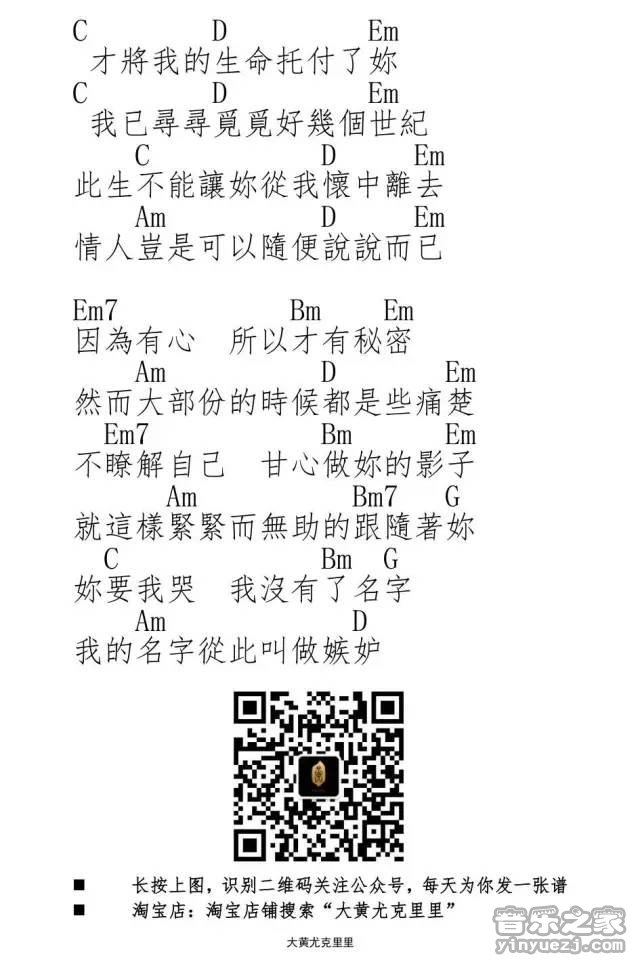 C D Em
才將我的生命托付了妳
C D Em
我已尋尋覓覓好幾個世紀
C D Em
此生不能讓妳從我懷中離去
Am D Em
情人豈是可以隨便說說而已
Em7 Bm Em
因為有心 所以才有秘密
Am D Em
然而大部份的時候都是些痛楚
Em7 Bm Em
不瞭解自己 甘心做妳的影子
Am Bm7 G
就這樣緊緊而無助的跟隨著妳
C Bm G
妳要我哭 我沒有了名字
Am D
我的名字從此叫做嫉妒
■ 长按上图，识别二维码关注公众号，每天为你发一张谱
■ 淘宝店：淘宝店铺搜索“大黄尤克里里”
大黄尤克里里
音乐之家
yinyuezj.com